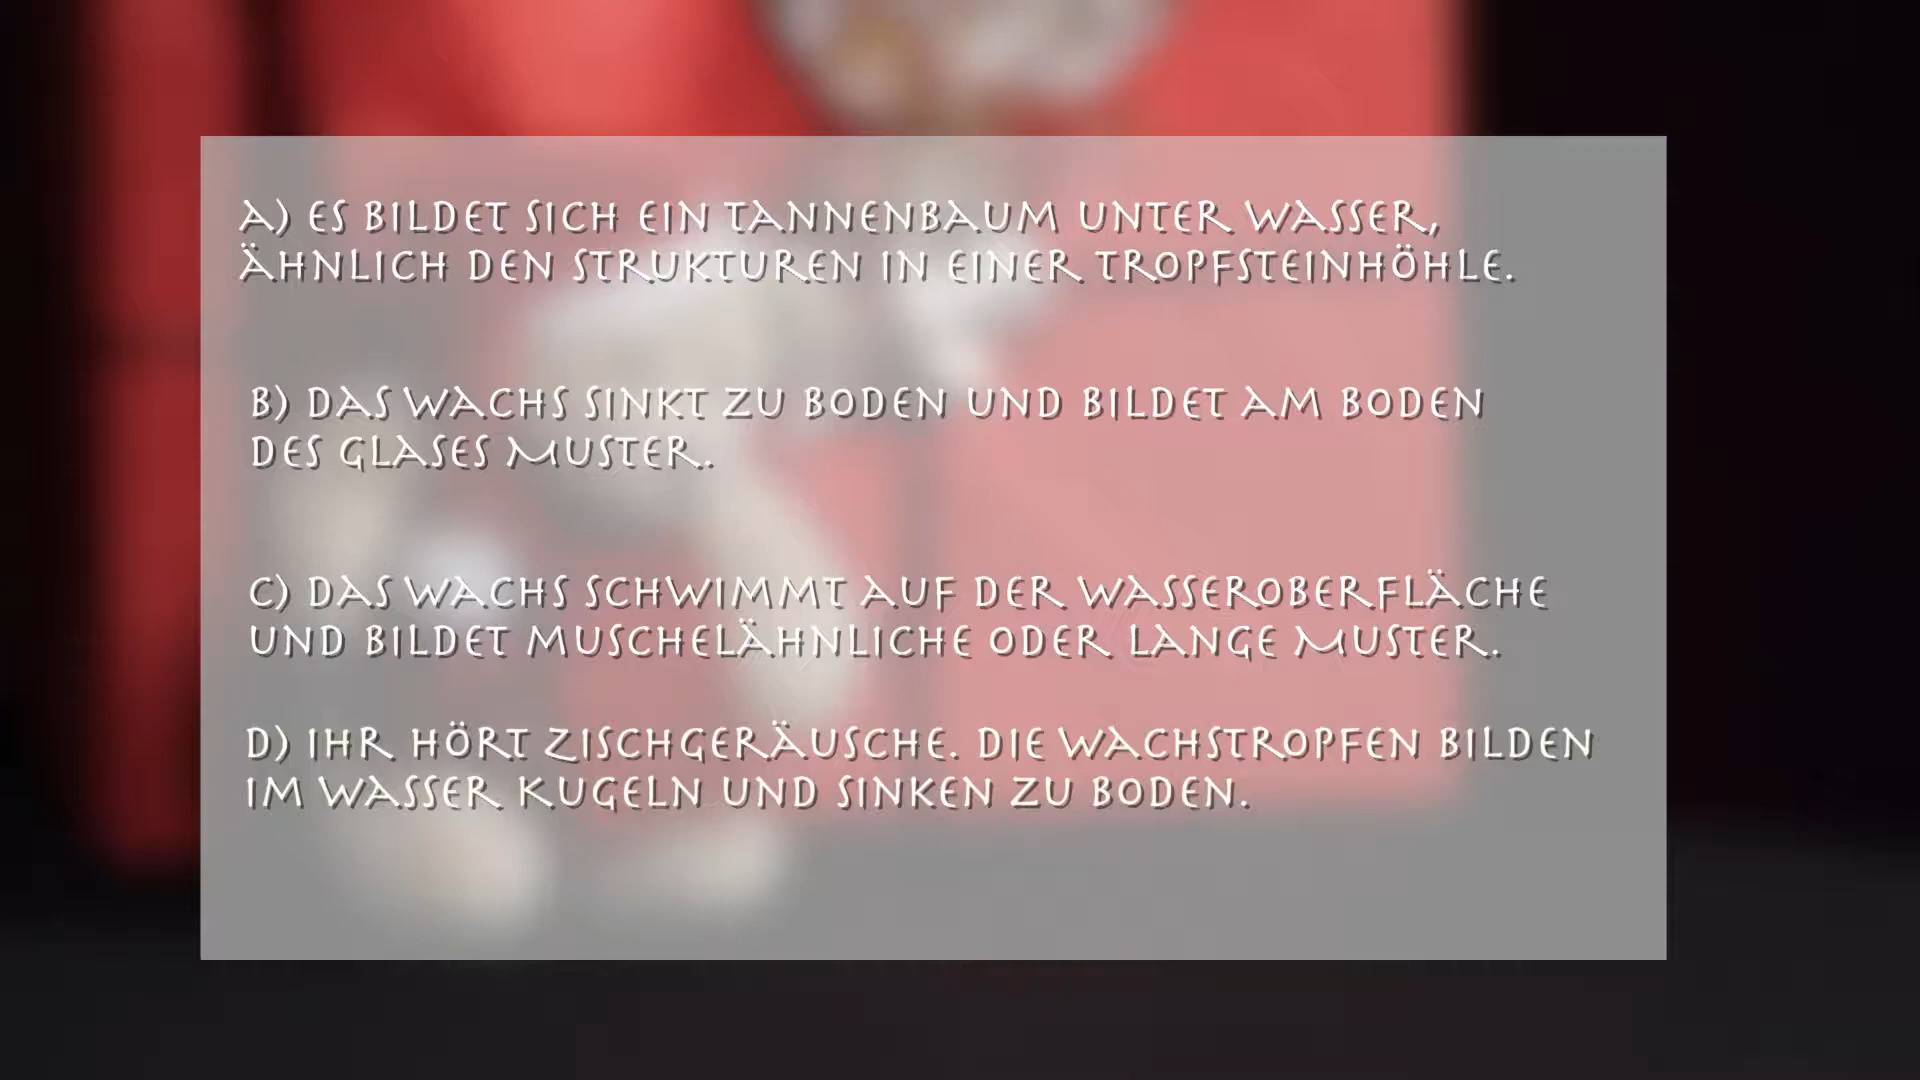 A) ES BILDET SICH EIN TANNENBAUM UNTER WASSER,
ÄHNLICH DEN STRUKTUREN IN EINER TROPFSTEINHÖHLE.
B) DAS WACHS SINKT ZU BODEN UND BILDET AM BODEN
DES GLASES MUSTER.
C) DAS WACHS SCHWIMMT AUF DER WASSEROBERFLÄCHE
UND BILDET MUSCHELÄHNLICHE ODER LANGE MUSTER.
D) IHR HÖRT ZISCHGERÄUSCHE. DIE WACHSTROPFEN BILDEN
IM WASSER KUGELN UND SINKEN ZU BODEN.